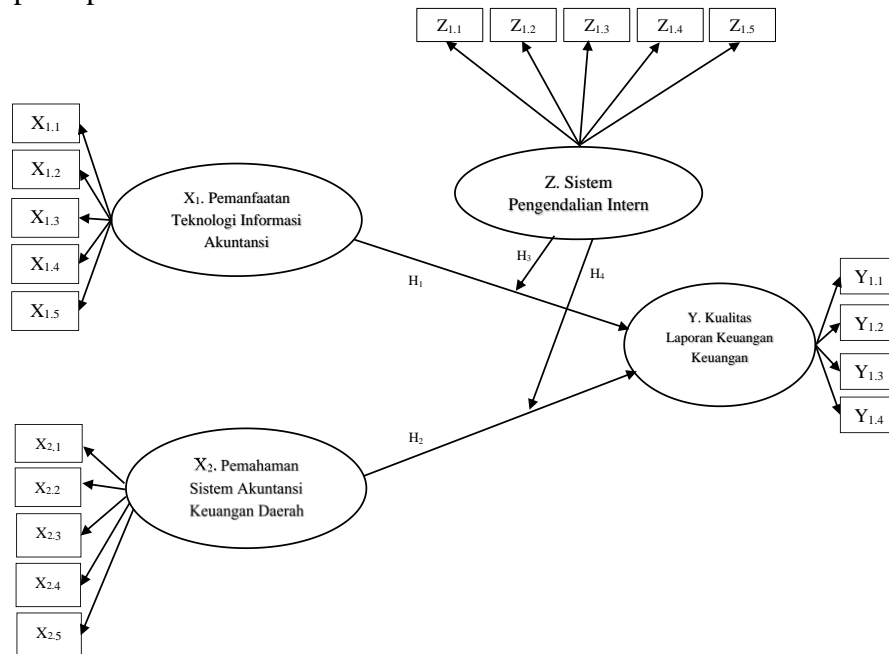 Z1.1
Z1.2
Z1.3
Z1.4
Z1.5
X1.1
X1.2
X1.3
X1.4
X1.5
X1. Pemanfaatan
Teknologi Informasi
Akuntansi
Z. Sistem
Pengendalian Intern
H3
H4
H1
Y. Kualitas
Laporan Keuangan
Keuangan
Y1.1
Y1.2
Y1.3
Y1.4
H2
X2.1
X2.2
X2.3
X2.4
X2.5
X2. Pemahaman
Sistem Akuntansi
Keuangan Daerah